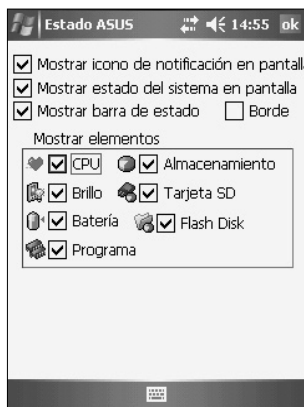 Estado ASUS 14:55 ok
Mostrar icono de notificación en pantall
Mostrar estado del sistema en pantalla
Mostrar barra de estado Borde
Mostrar elementos
CPU Almacenamiento
Brillo Tarjeta SD
Batería Flash Disk
Programa